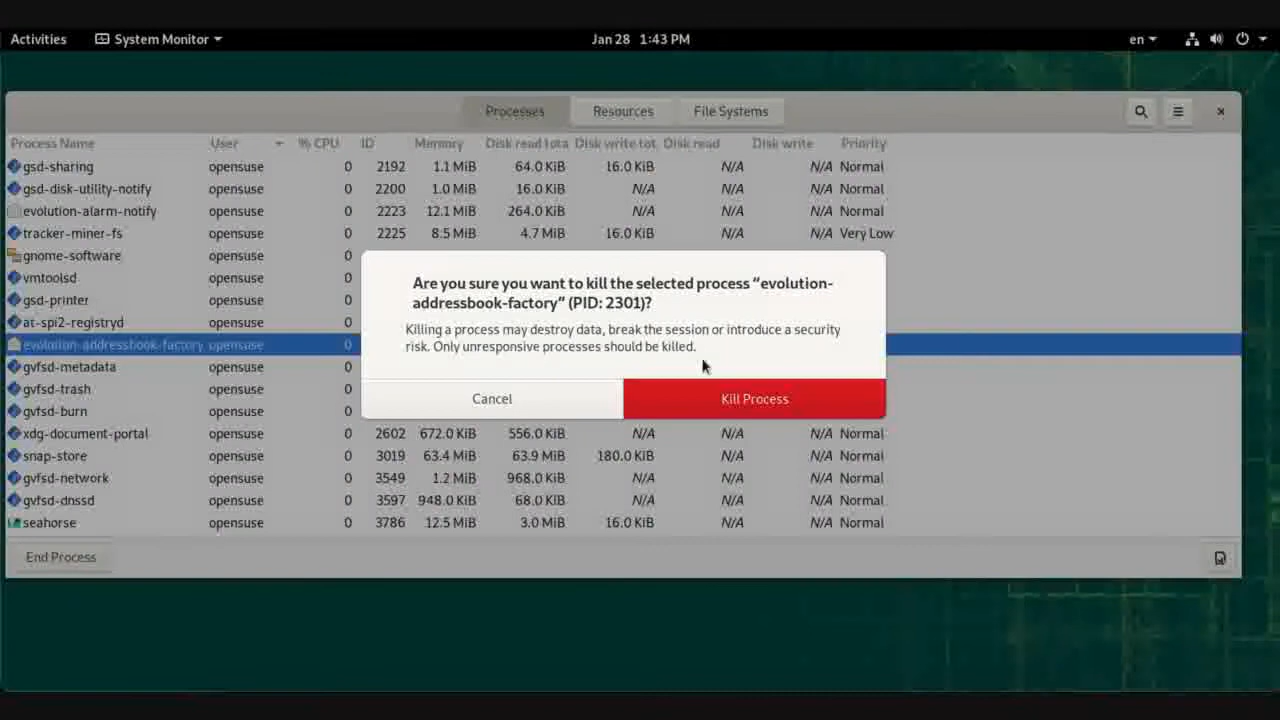 Activities System Monitor Jan 28 1:43 PM en
Processes Resources File Systems
Process Name User % CPU ID Memory Disk read tota Disk write tot Disk read Disk write Priority
gsd-sharing opensuse 0 2192 1.1 MiB 64.0 KiB 16.0 KiB N/A N/A Normal
gsd-disk-utility-notify opensuse 0 2200 1.0 MiB 16.0 KiB N/A N/A N/A Normal
evolution-alarm-notify opensuse 0 2223 12.1 MiB 264.0 KiB N/A N/A N/A Normal
tracker-miner-fs opensuse 0 2225 8.5 MiB 4.7 MiB 16.0 KiB N/A N/A Very Low
gnome-software opensuse 0
vmtoolsd opensuse 0
gsd-printer opensuse 0
at-spi2-registryd opensuse 0
evolution-addressbook-factory opensuse 0
gvfsd-metadata opensuse 0
gvfsd-trash opensuse 0
gvfsd-burn opensuse 0
xdg-document-portal opensuse 0 2602 672.0 KiB 556.0 KiB N/A N/A N/A Normal
snap-store opensuse 0 3019 63.4 MiB 63.9 MiB 180.0 KiB N/A N/A Normal
gvfsd-network opensuse 0 3549 1.2 MiB 968.0 KiB N/A N/A N/A Normal
gvfsd-dnssd opensuse 0 3597 948.0 KiB 68.0 KiB N/A N/A N/A Normal
seahorse opensuse 0 3786 12.5 MiB 3.0 MiB 16.0 KiB N/A N/A Normal
Are you sure you want to kill the selected process “evolution-
addressbook-factory” (PID: 2301)?
Killing a process may destroy data, break the session or introduce a security
risk. Only unresponsive processes should be killed.
Cancel Kill Process
End Process